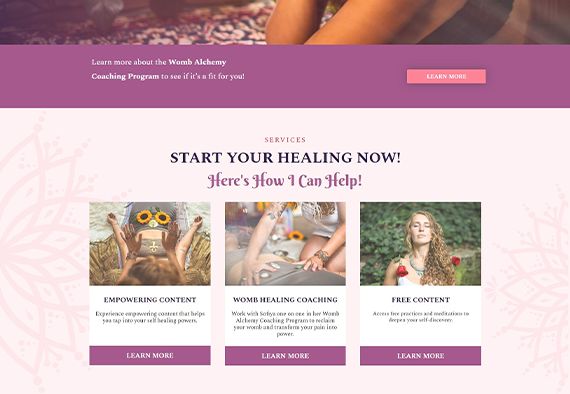 Learn more about the Womb Alchemy
Coaching Program to see if it's a fit for you!
LEARN MORE
SERVICES
START YOUR HEALING NOW!
Here's How I Can Help!
EMPOWERING CONTENT
Experience empowering content that helps
you tap into your self healing powers.
LEARN MORE
WOMB HEALING COACHING
Work with Sofiya one on one in her Womb
Alchemy Coaching Program to reclaim
your womb and transform your pain into
power.
LEARN MORE
FREE CONTENT
Access free practices and meditations to
deepen your self-discovery.
LEARN MORE